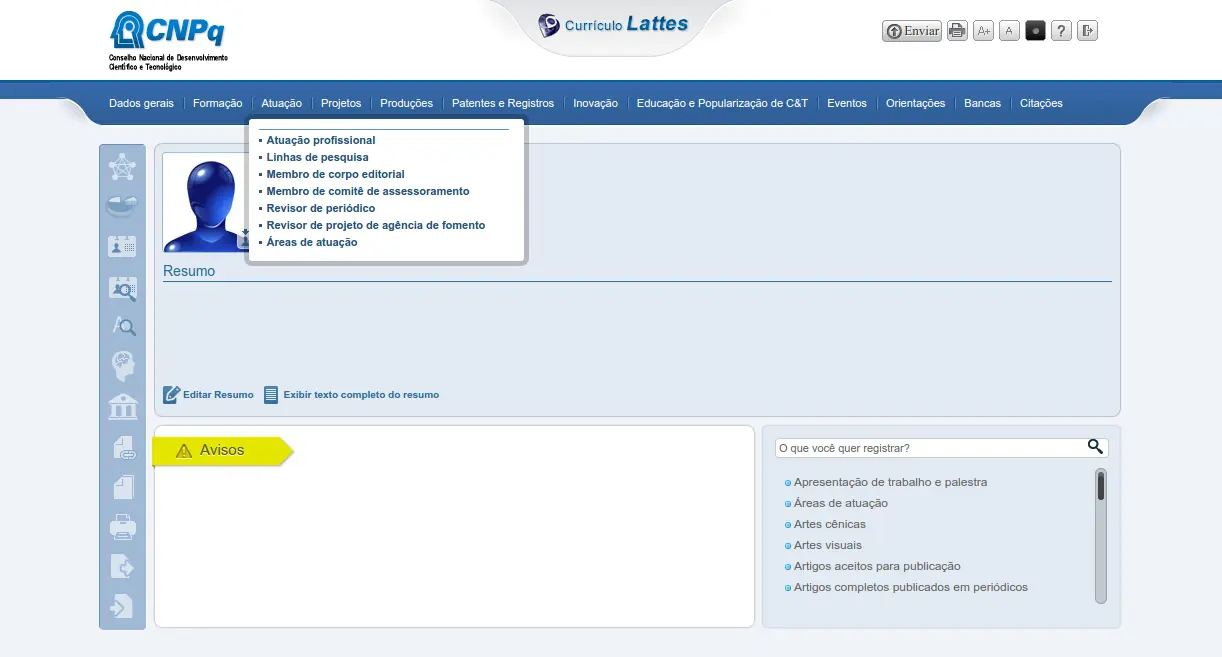 CNPq
Conselho Nacional de Desenvolvimento
Científico e Tecnológico
Currículo Lattes
Enviar
A+
A
?
Dados gerais
Formação
Atuação
Projetos
Produções
Patentes e Registros
Inovação
Educação e Popularização de C&T
Eventos
Orientações
Bancas
Citações
Atuação profissional
Linhas de pesquisa
Membro de corpo editorial
Membro de comitê de assessoramento
Revisor de periódico
Revisor de projeto de agência de fomento
Áreas de atuação
Resumo
Editar Resumo
Exibir texto completo do resumo
Avisos
O que você quer registrar?
Apresentação de trabalho e palestra
Áreas de atuação
Artes cênicas
Artes visuais
Artigos aceitos para publicação
Artigos completos publicados em periódicos